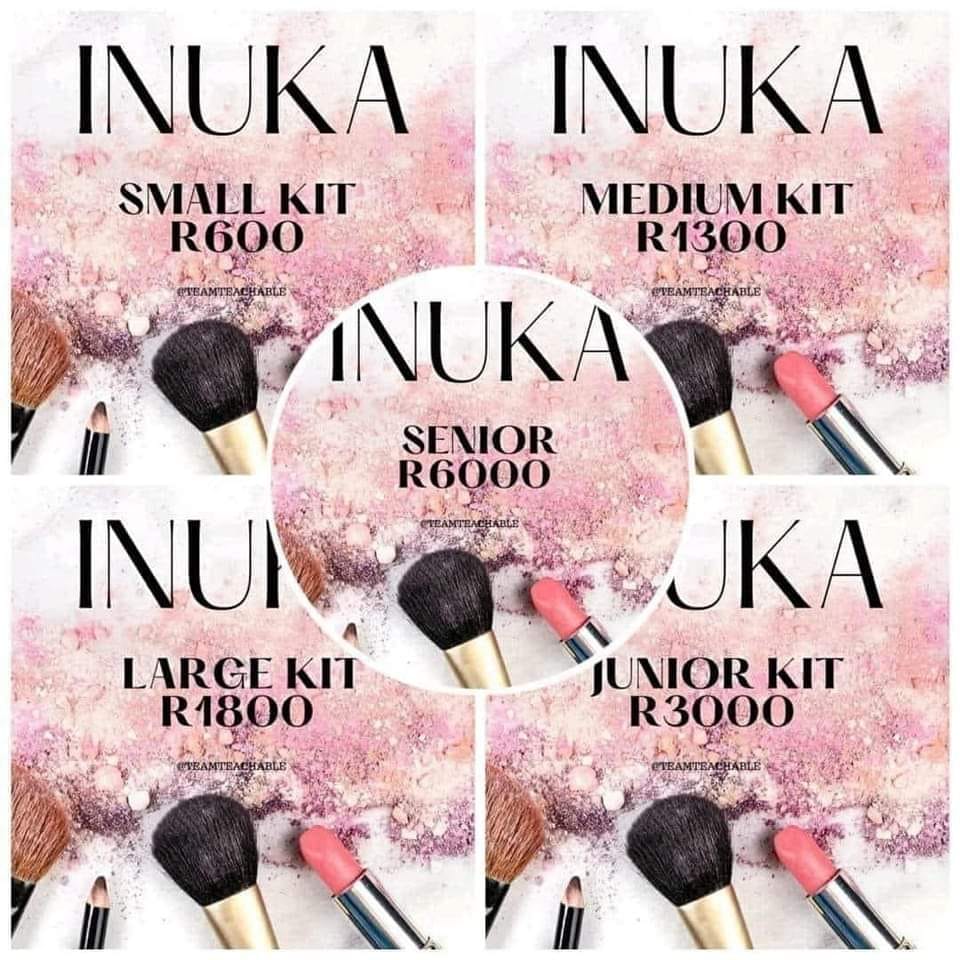 INUKA
SMALL KIT
R600
@TEAMTEACHABLE
INUKA
MEDIUM KIT
R1300
@TEAMTEACHABLE
INUKA
SENIOR
R6000
@TEAMTEACHABLE
LARGE KIT
R1800
@TEAMTEACHABLE
UKA
JUNIOR KIT
R3000
@TEAMTEACHABLE